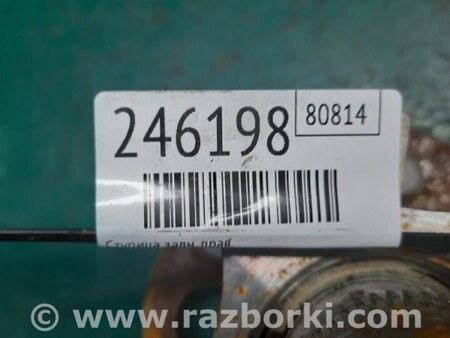 246198
80814
Ступица задн. прав
© www.razborki.com